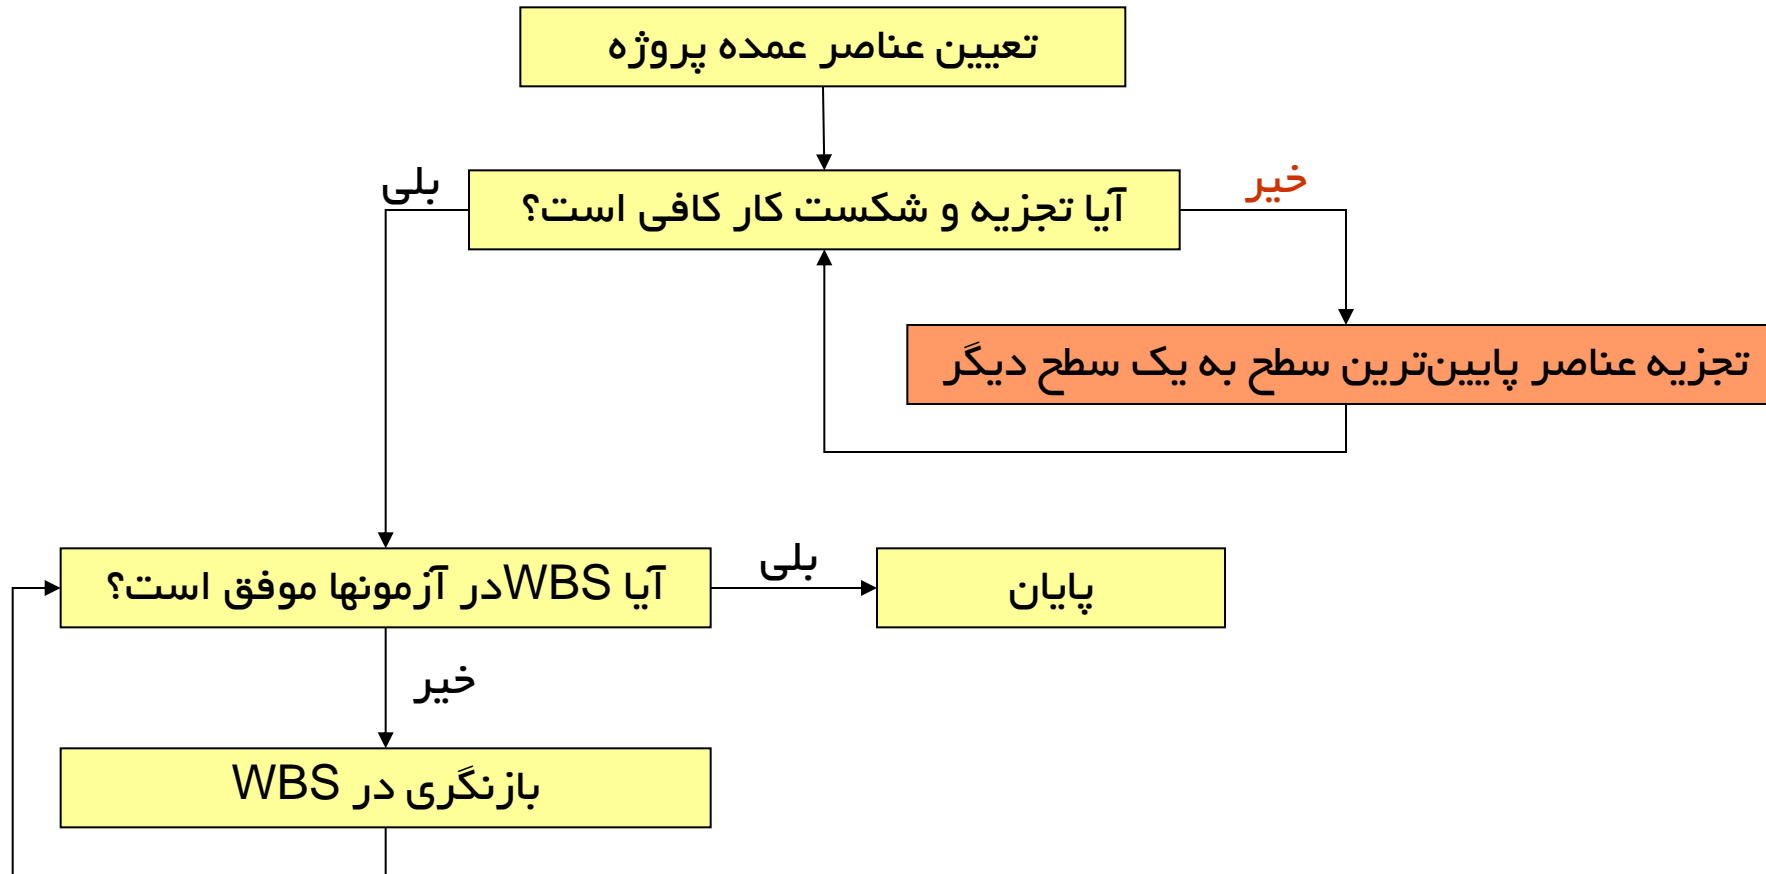 تعیین عناصر عمده پروژه
خیر
آیا تجزیه و شکست کار کافی است؟
بلی
تجزیه عناصر پایین‌ترین سطح به یک سطح دیگر
آیا WBSدر آزمونها موفق است؟
بلی
پایان
خیر
بازنگری در WBS